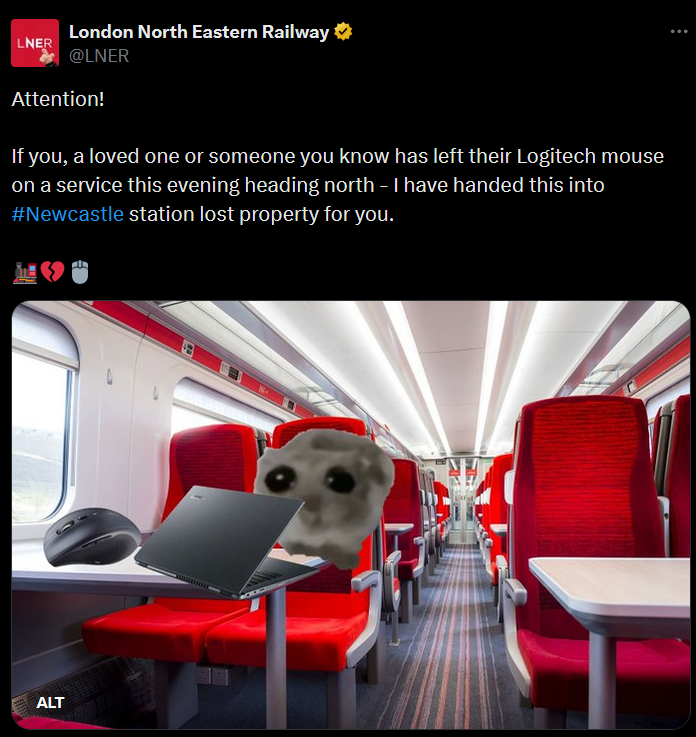 LNER
London North Eastern Railway
@LNER
Attention!
If you, a loved one or someone you know has left their Logitech mouse
on a service this evening heading north - I have handed this into
#Newcastle station lost property for you.
ALT